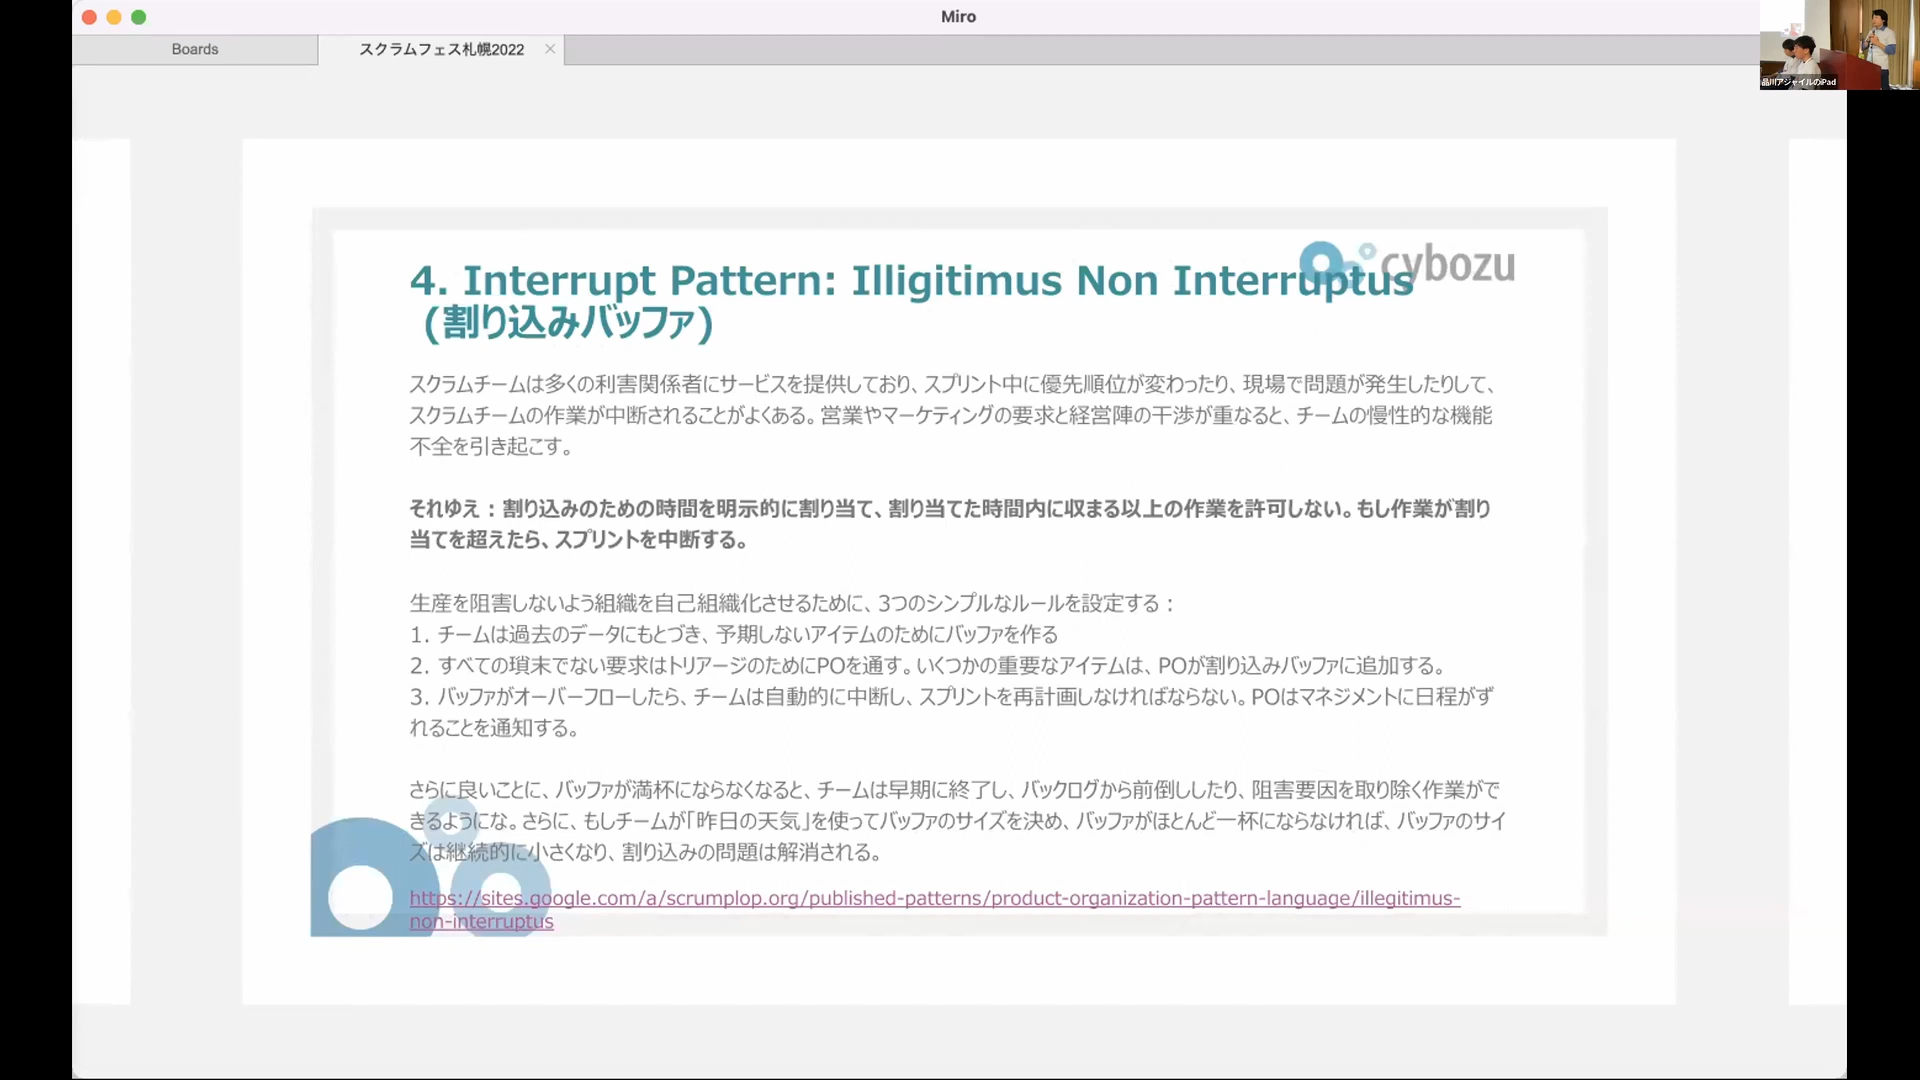 Miro
Boards
スクラムフェス札幌2022
品川アジャイルのiPad
cybozu
4. Interrupt Pattern: Illigitimus Non Interruptus
(割り込みバッファ)
スクラムチームは多くの利害関係者にサービスを提供しており、スプリント中に優先順位が変わったり、現場で問題が発生したりして、
スクラムチームの作業が中断されることがよくある。営業やマーケティングの要求と経営陣の干渉が重なると、チームの慢性的な機能
不全を引き起こす。
それゆえ：割り込みのための時間を明示的に割り当て、割り当てた時間内に収まる以上の作業を許可しない。もし作業が割り
当てを超えたら、スプリントを中断する。
生産を阻害しないよう組織を自己組織化させるために、3つのシンプルなルールを設定する：
1. チームは過去のデータにもとづき、予期しないアイテムのためにバッファを作る
2. すべての瑣末でない要求はトリアージのためにPOを通す。いくつかの重要なアイテムは、POが割り込みバッファに追加する。
3. バッファがオーバーフローしたら、チームは自動的に中断し、スプリントを再計画しなければならない。POはマネジメントに日程がず
れることを通知する。
さらに良いことに、バッファが満杯にならなくなると、チームは早期に終了し、バックログから前倒ししたり、阻害要因を取り除く作業がで
きるようにな。さらに、もしチームが「昨日の天気」を使ってバッファのサイズを決め、バッファがほとんど一杯にならなければ、バッファのサイ
ズは継続的に小さくなり、割り込みの問題は解消される。
https://sites.google.com/a/scrumplop.org/published-patterns/product-organization-pattern-language/illegitimus-
non-interruptus